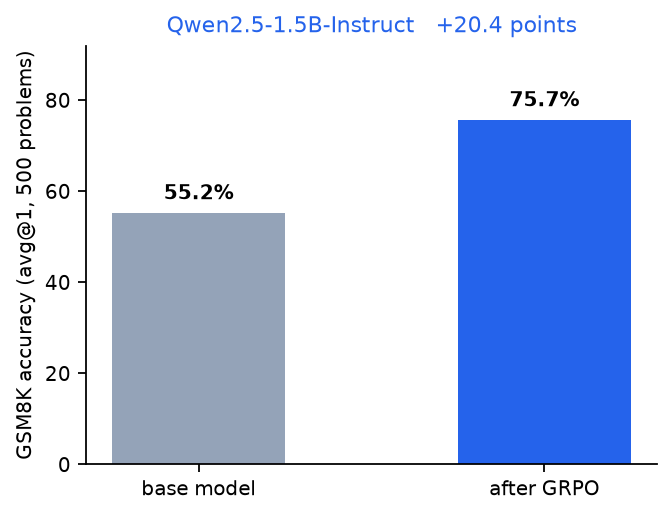 Qwen2.5-1.5B-Instruct +20.4 points
GSM8K accuracy (avg@1, 500 problems)
80
60
40
20
0
55.2%
75.7%
base model
after GRPO